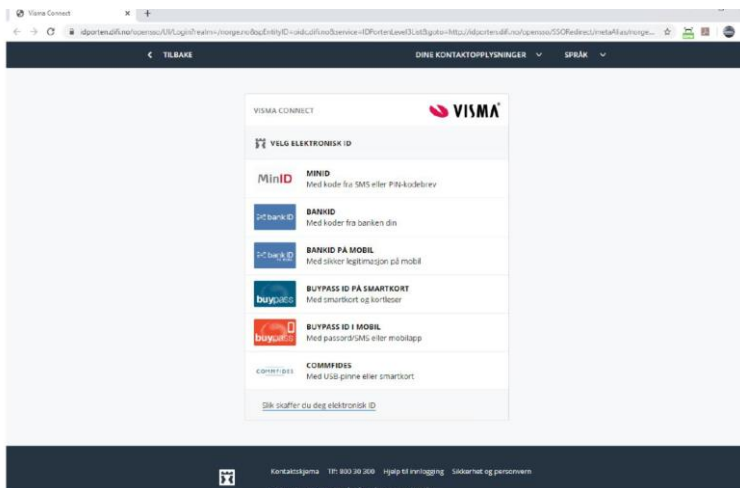 Visma Connect
idporten.difi.no/opensso/UI/Login?realm=/norge.no&spEntityID=oidc.difi.no&service=IDPortenLevel3List&goto=http://idporten.difi.no/opensso/SSORedirect/metaAlias/norge...
TILBAKE
DINE KONTAKTOPPLYSNINGER
SPRÅK
VISMA CONNECT
VISMA
VELG ELEKTRONISK ID
MinID
MINID
Med kode fra SMS eller PIN-kodebrev
bankID
BANKID
Med koder fra banken din
bankID
BANKID PÅ MOBIL
Med sikker legitimasjon på mobil
buypass
BUYPASS ID PÅ SMARTKORT
Med smartkort og kortleser
buypass
BUYPASS ID I MOBIL
Med passord/SMS eller mobilapp
COMMFIDES
COMMFIDES
Med USB-pinne eller smartkort
Slik skaffer du deg elektronisk ID
Kontaktskjema Tlf: 800 30 300 Hjelp til innlogging Sikkerhet og personvern